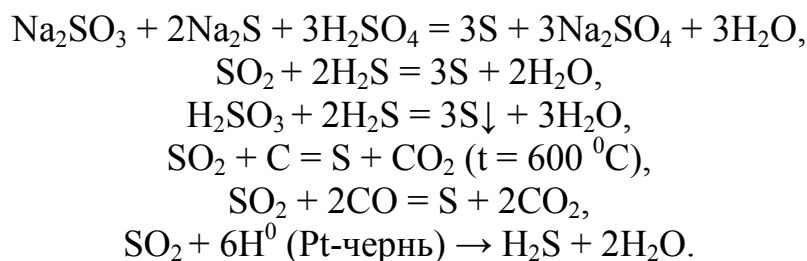 Na₂SO₃ + 2Na₂S + 3H₂SO₄ = 3S + 3Na₂SO₄ + 3H₂O,
SO₂ + 2H₂S = 3S + 2H₂O,
H₂SO₃ + 2H₂S = 3S↓ + 3H₂O,
SO₂ + C = S + CO₂ (t = 600 ⁰C),
SO₂ + 2CO = S + 2CO₂,
SO₂ + 6H⁰ (Pt-чернь) → H₂S + 2H₂O.